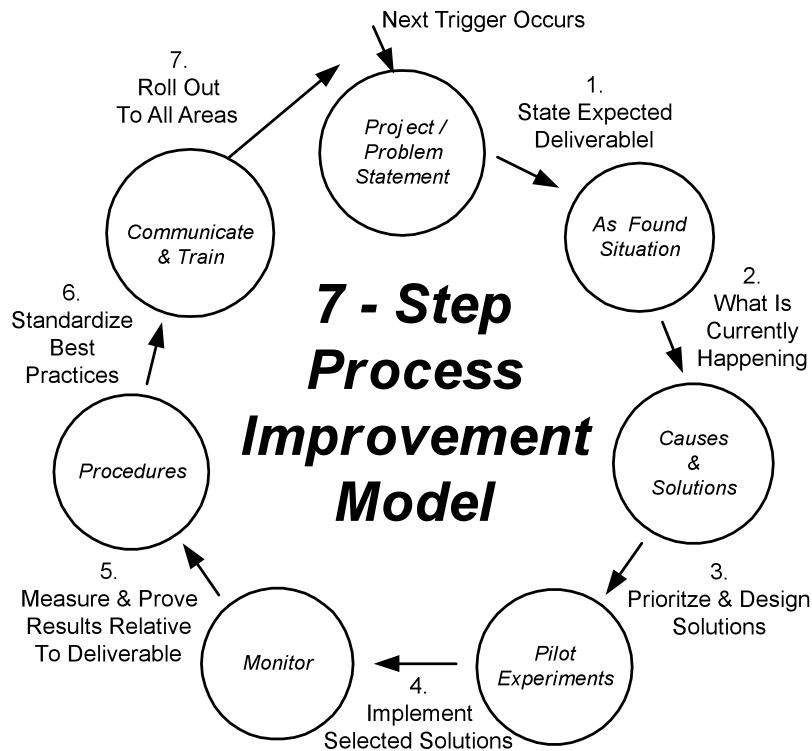 Next Trigger Occurs
Project /
Problem
Statement
1.
State Expected
Deliverablel
As Found
Situation
2.
What Is
Currently
Happening
Causes
&
Solutions
3.
Prioritze & Design
Solutions
Pilot
Experiments
4.
Implement
Selected Solutions
Monitor
5.
Measure & Prove
Results Relative
To Deliverable
Procedures
6.
Standardize
Best
Practices
Communicate
& Train
7.
Roll Out
To All Areas
7 - Step
Process
Improvement
Model